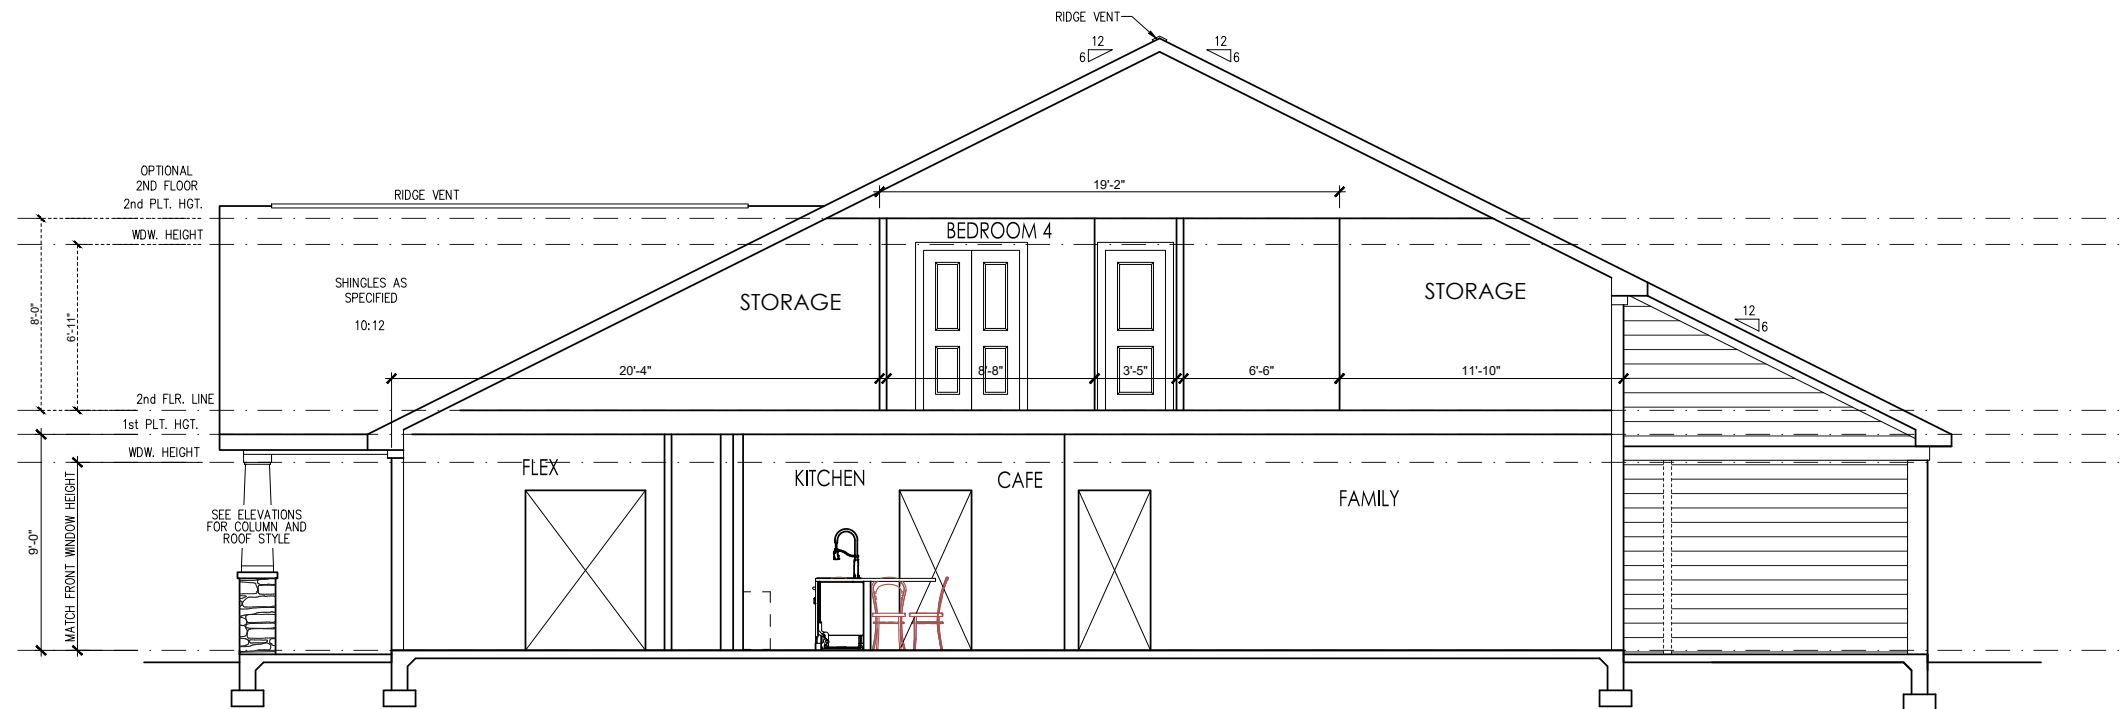 RIDGE VENT
12
6
12
6
OPTIONAL
2ND FLOOR
2nd PLT. HGT.
RIDGE VENT
19'-2"
WDW. HEIGHT
BEDROOM 4
SHINGLES AS
SPECIFIED
10:12
STORAGE
STORAGE
12
6
8'-0"
6'-11"
20'-4"
8'-8"
3'-5"
6'-6"
11'-10"
2nd FLR. LINE
1st PLT. HGT.
WDW. HEIGHT
FLEX
KITCHEN
CAFE
FAMILY
SEE ELEVATIONS
FOR COLUMN AND
ROOF STYLE
9'-0"
MATCH FRONT WINDOW HEIGHT